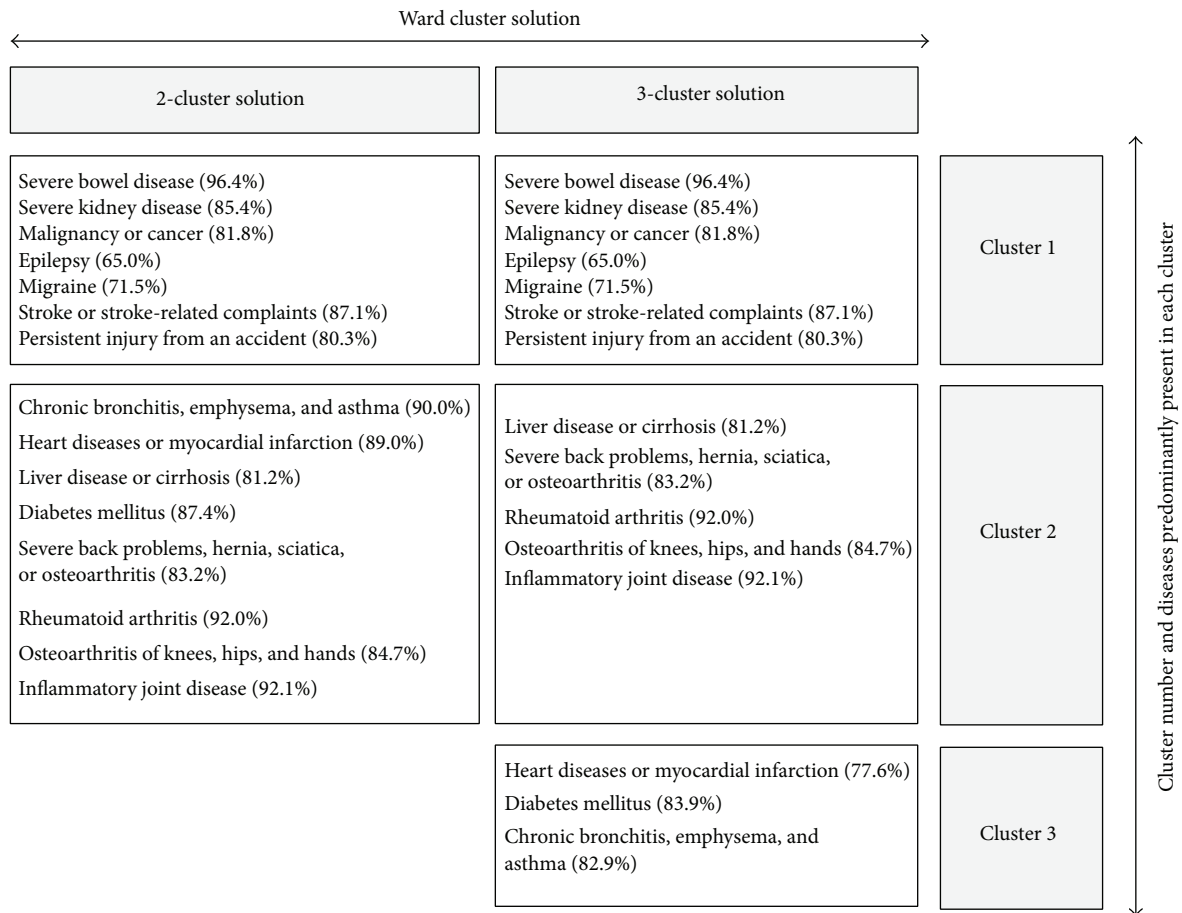 Ward cluster solution
2-cluster solution
3-cluster solution
Severe bowel disease (96.4%)
Severe kidney disease (85.4%)
Malignancy or cancer (81.8%)
Epilepsy (65.0%)
Migraine (71.5%)
Stroke or stroke-related complaints (87.1%)
Persistent injury from an accident (80.3%)
Severe bowel disease (96.4%)
Severe kidney disease (85.4%)
Malignancy or cancer (81.8%)
Epilepsy (65.0%)
Migraine (71.5%)
Stroke or stroke-related complaints (87.1%)
Persistent injury from an accident (80.3%)
Cluster 1
Chronic bronchitis, emphysema, and asthma (90.0%)
Heart diseases or myocardial infarction (89.0%)
Liver disease or cirrhosis (81.2%)
Diabetes mellitus (87.4%)
Severe back problems, hernia, sciatica,
or osteoarthritis (83.2%)
Rheumatoid arthritis (92.0%)
Osteoarthritis of knees, hips, and hands (84.7%)
Inflammatory joint disease (92.1%)
Liver disease or cirrhosis (81.2%)
Severe back problems, hernia, sciatica,
or osteoarthritis (83.2%)
Rheumatoid arthritis (92.0%)
Osteoarthritis of knees, hips, and hands (84.7%)
Inflammatory joint disease (92.1%)
Cluster 2
Heart diseases or myocardial infarction (77.6%)
Diabetes mellitus (83.9%)
Chronic bronchitis, emphysema, and
asthma (82.9%)
Cluster 3
Cluster number and diseases predominantly present in each cluster